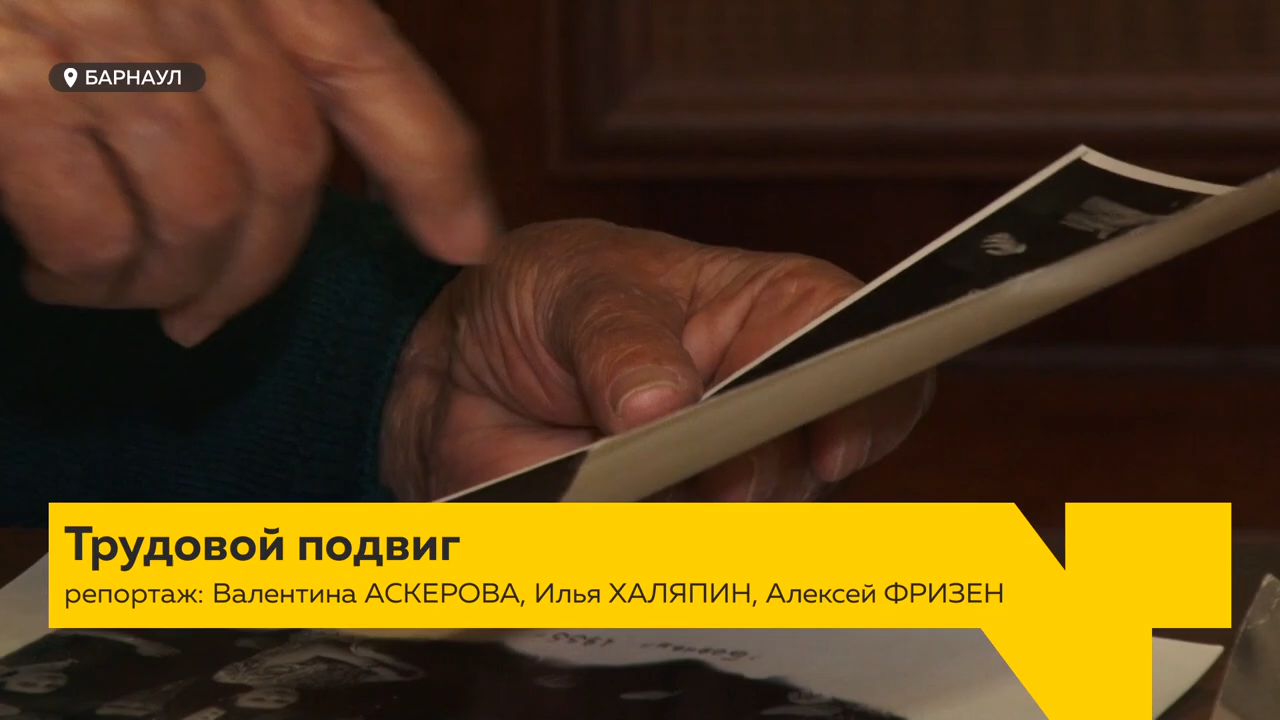 БАРНАУЛ
Трудовой подвиг
репортаж: Валентина АСКЕРОВА, Илья ХАЛЯПИН, Алексей ФРИЗЕН